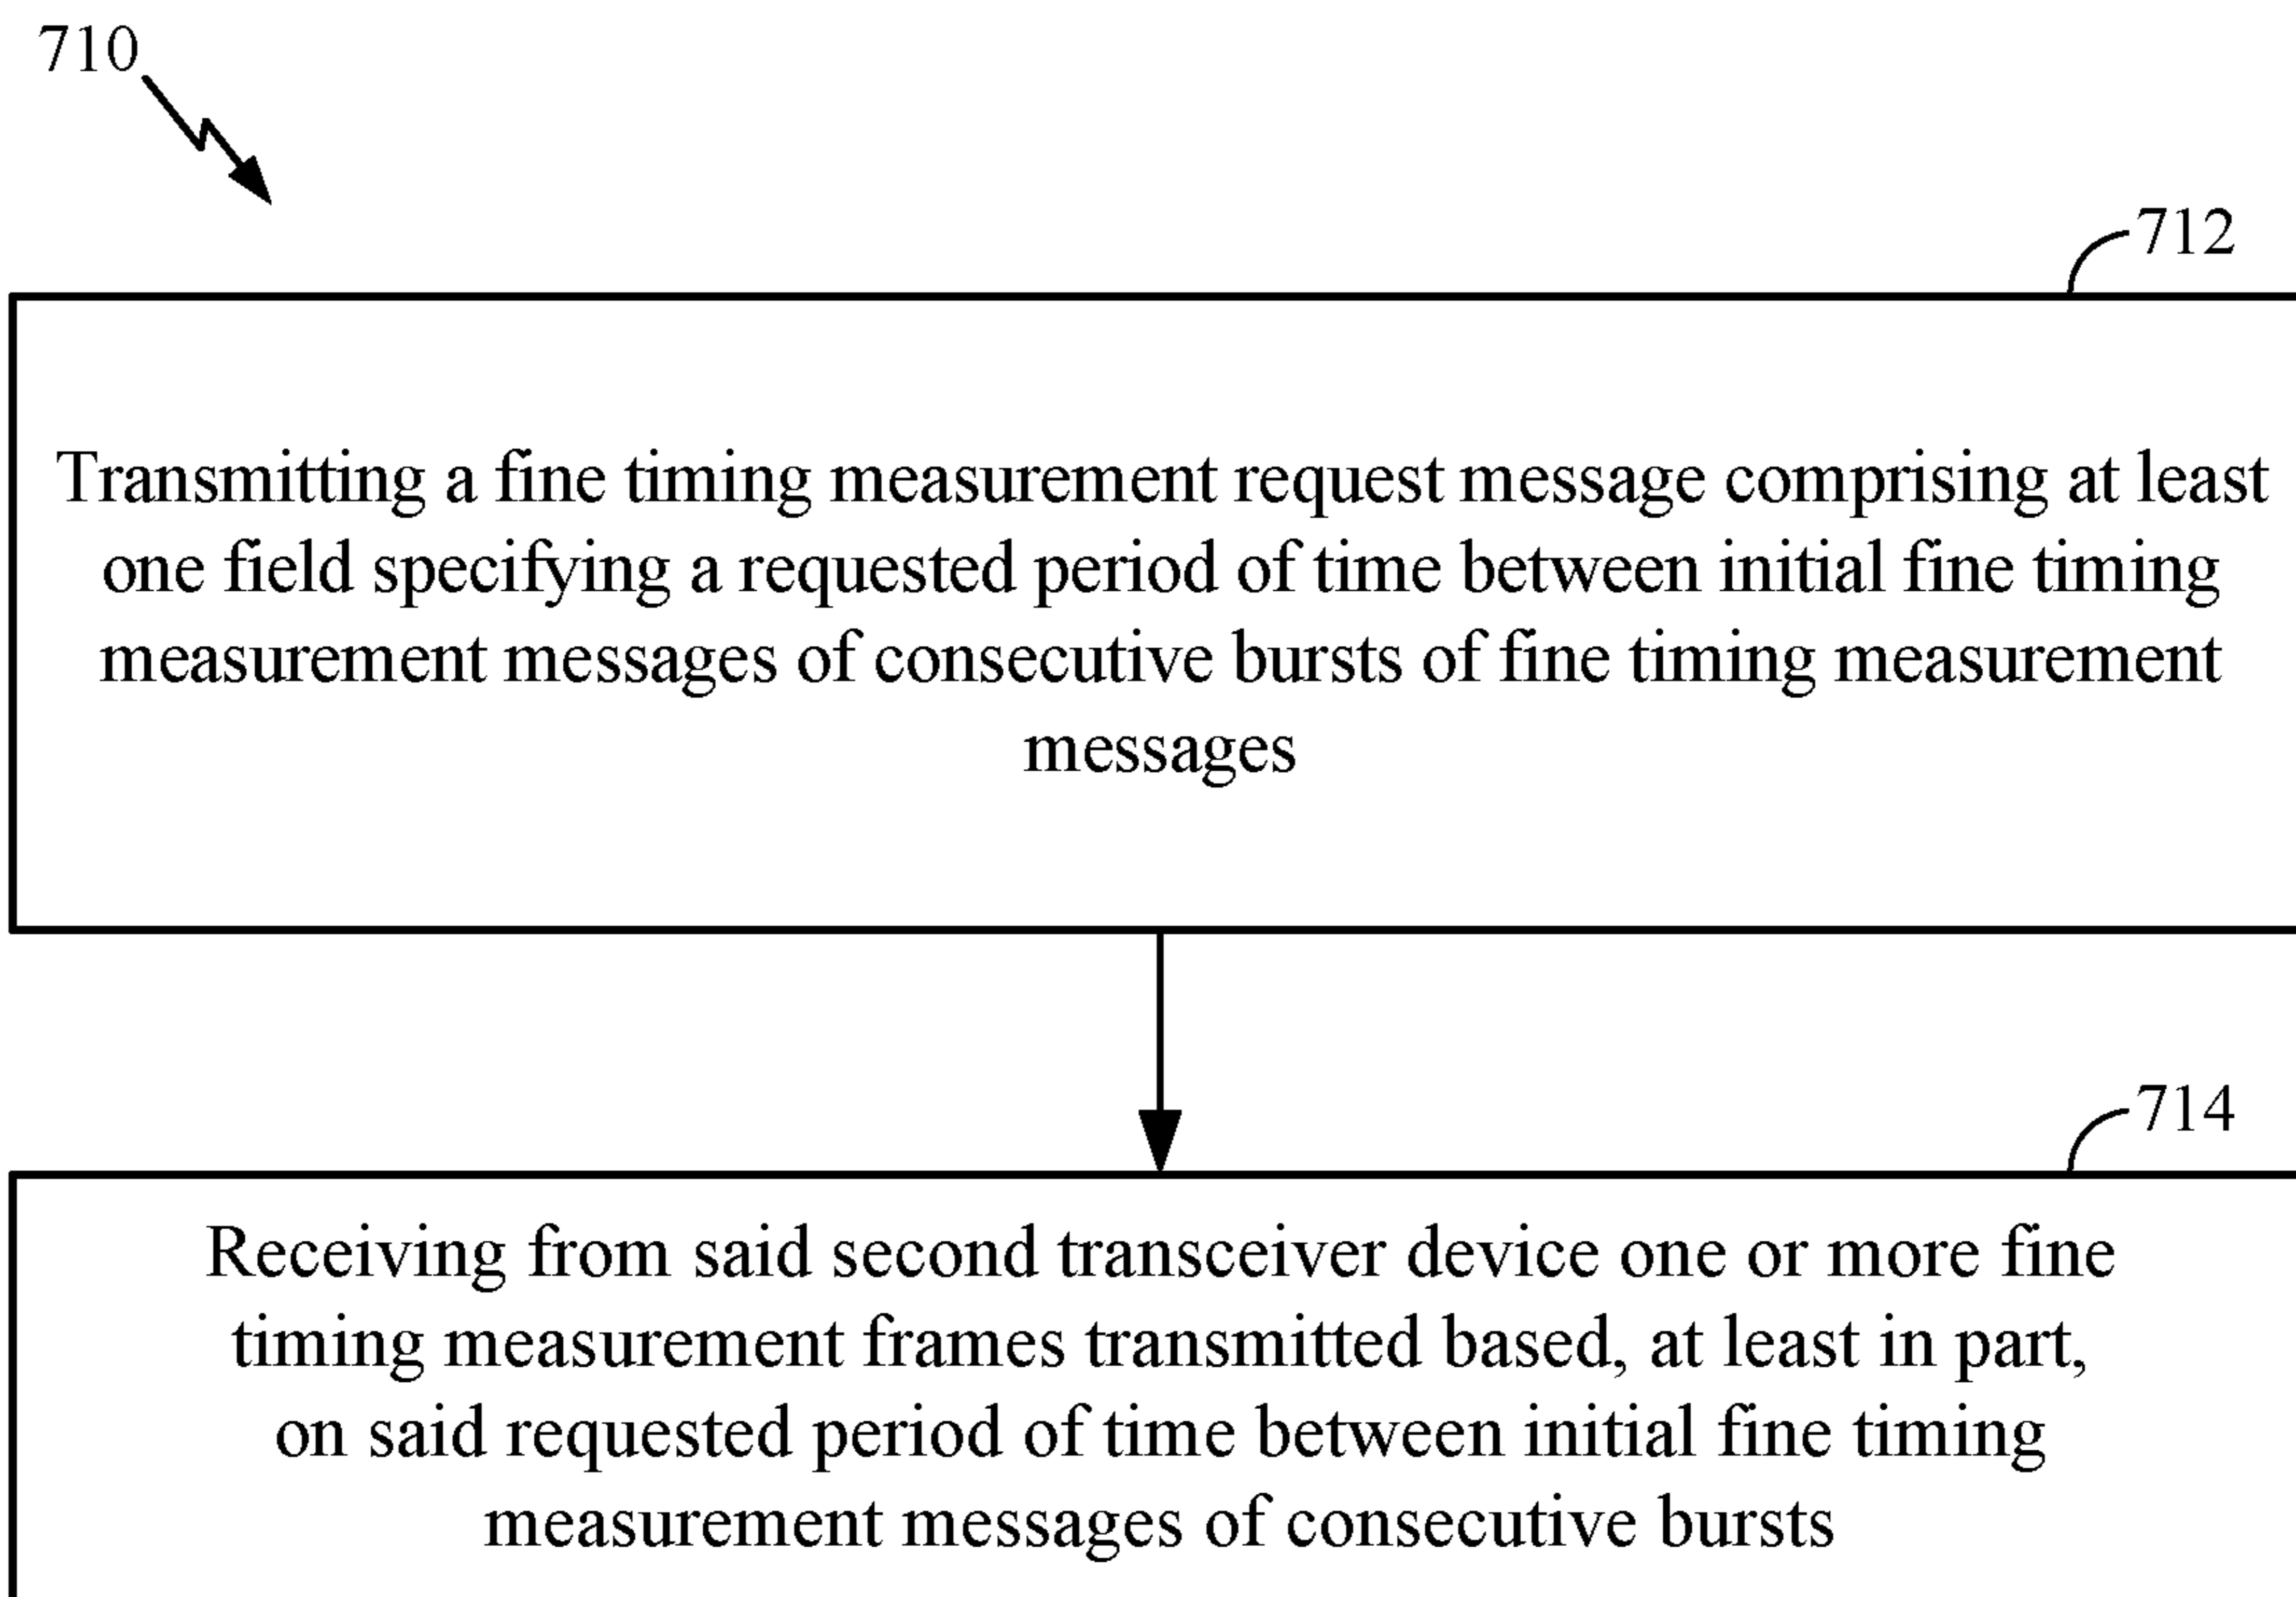 710
712
Transmitting a fine timing measurement request message comprising at least
one field specifying a requested period of time between initial fine timing
measurement messages of consecutive bursts of fine timing measurement
messages
714
Receiving from said second transceiver device one or more fine
timing measurement frames transmitted based, at least in part,
on said requested period of time between initial fine timing
measurement messages of consecutive bursts